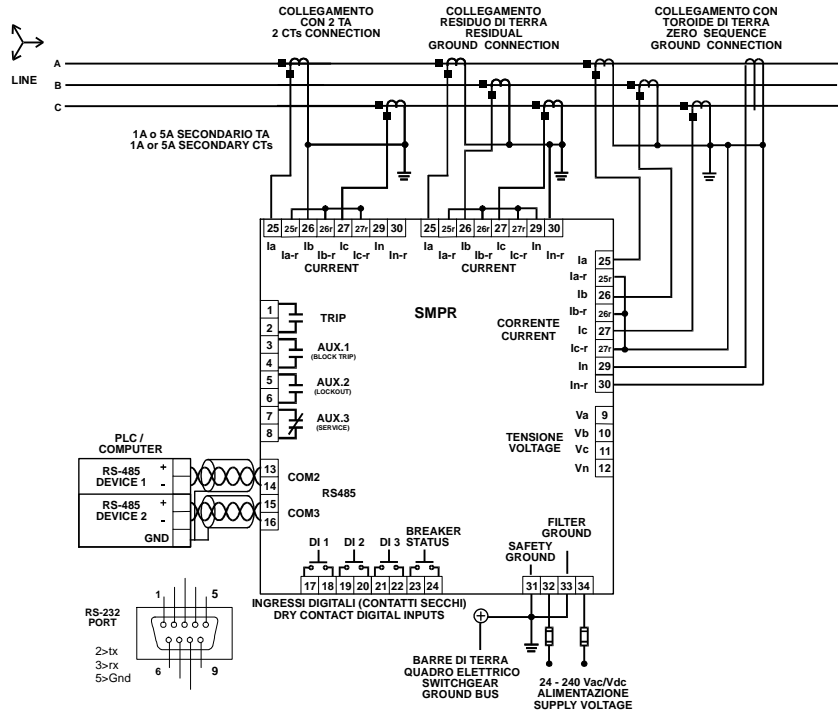 COLLEGAMENTO
CON 2 TA
2 CTs CONNECTION
COLLEGAMENTO
RESIDUO DI TERRA
RESIDUAL
GROUND CONNECTION
COLLEGAMENTO CON
TOROIDE DI TERRA
ZERO SEQUENCE
GROUND CONNECTION
LINE
A
B
C
1A o 5A SECONDARIO TA
1A or 5A SECONDARY CTs
25 25r 26 26r 27 27r 29 30
Ia Ia-r Ib Ib-r Ic Ic-r In In-r
CURRENT
25 25r 26 26r 27 27r 29 30
Ia Ia-r Ib Ib-r Ic Ic-r In In-r
CURRENT
SMPR
CORRENTE
CURRENT
Ia 25
Ia-r 25r
Ib 26
Ib-r 26r
Ic 27
Ic-r 27r
In 29
In-r 30
TENSIONE
VOLTAGE
Va 9
Vb 10
Vc 11
Vn 12
1
2
TRIP
3
4
AUX.1
(BLOCK TRIP)
5
6
AUX.2
(LOCKOUT)
7
8
AUX.3
(SERVICE)
PLC /
COMPUTER
RS-485
DEVICE 1
+
-
RS-485
DEVICE 2
+
-
GND
13
14
COM2
RS485
15
16
COM3
DI 1 DI 2 DI 3
BREAKER
STATUS
17 18 19 20 21 22 23 24
INGRESSI DIGITALI (CONTATTI SECCHI)
DRY CONTACT DIGITAL INPUTS
FILTER
GROUND
SAFETY
GROUND
31 32 33 34
BARRE DI TERRA
QUADRO ELETTRICO
SWITCHGEAR
GROUND BUS
24 - 240 Vac/Vdc
ALIMENTAZIONE
SUPPLY VOLTAGE
RS-232
PORT
2>tx
3>rx
5>Gnd
1 5
6 9